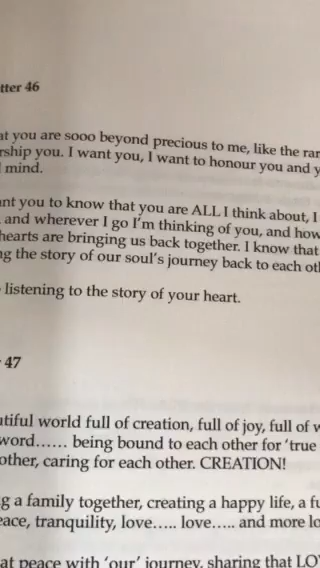 tter 46
at you are sooo beyond precious to me, like the rar
rship you. I want you, I want to honour you and y
mind.
nt you to know that you are ALL I think about, I
and wherever I go I'm thinking of you, and how
hearts are bringing us back together. I know that
ng the story of our soul's journey back to each oth
listening to the story of your heart.
47
utiful world full of creation, full of joy, full of w
word...... being bound to each other for 'true
other, caring for each other. CREATION!
g a family together, creating a happy life, a fu
eace, tranquility, love..... love..... and more lo
at peace with 'our' journey, sharing that LO